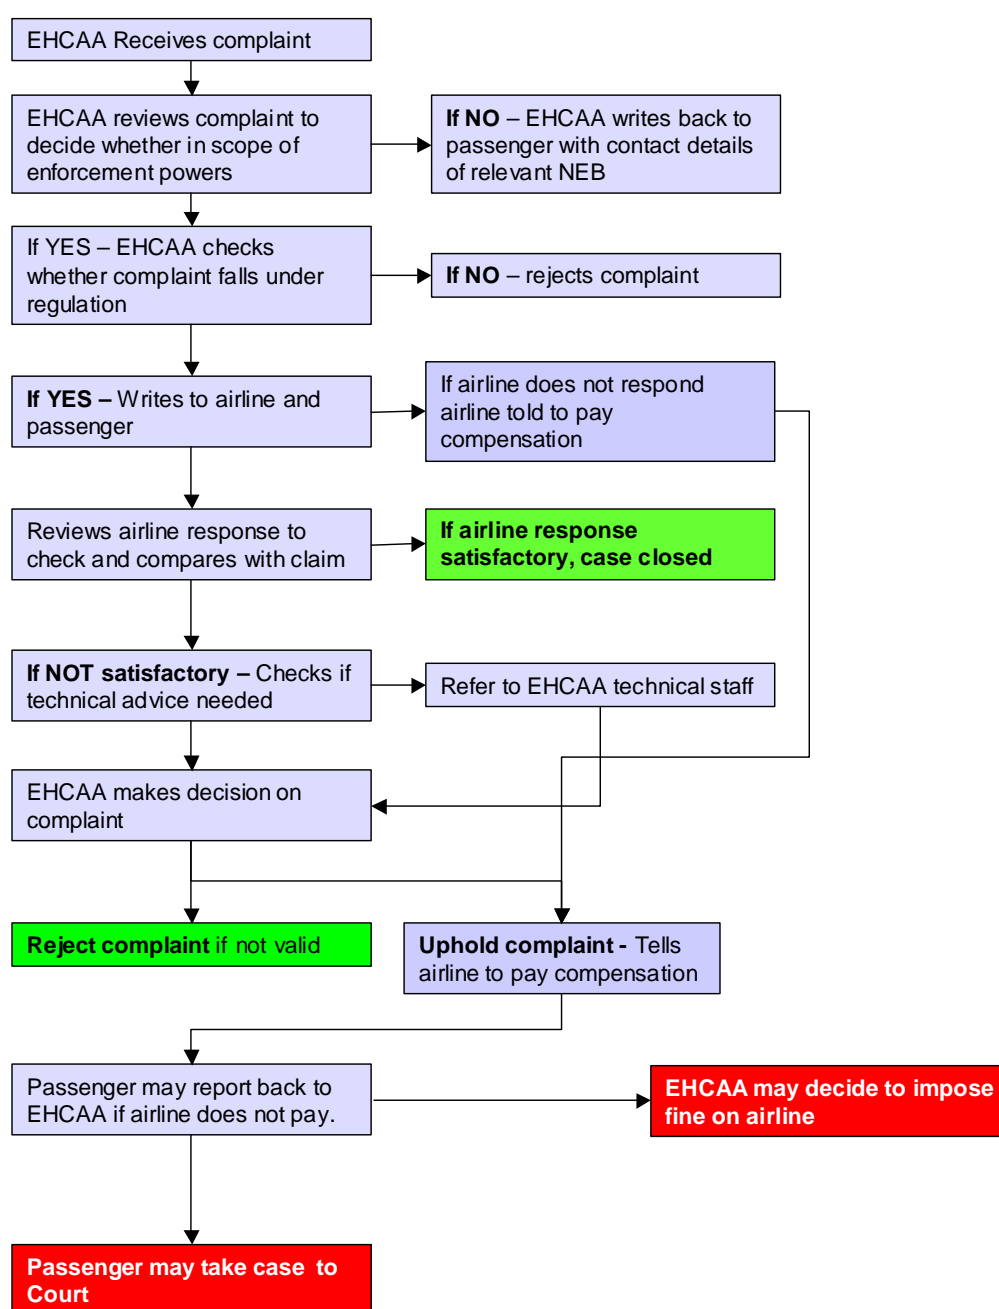 EHCAA Receives complaint
EHCAA reviews complaint to
decide whether in scope of
enforcement powers
If NO – EHCAA writes back to
passenger with contact details
of relevant NEB
If YES – EHCAA checks
whether complaint falls under
regulation
If NO – rejects complaint
If YES – Writes to airline and
passenger
If airline does not respond
airline told to pay
compensation
Reviews airline response to
check and compares with claim
If airline response
satisfactory, case closed
If NOT satisfactory – Checks if
technical advice needed
Refer to EHCAA technical staff
EHCAA makes decision on
complaint
Reject complaint if not valid
Uphold complaint - Tells
airline to pay compensation
Passenger may report back to
EHCAA if airline does not pay.
EHCAA may decide to impose
fine on airline
Passenger may take case to
Court